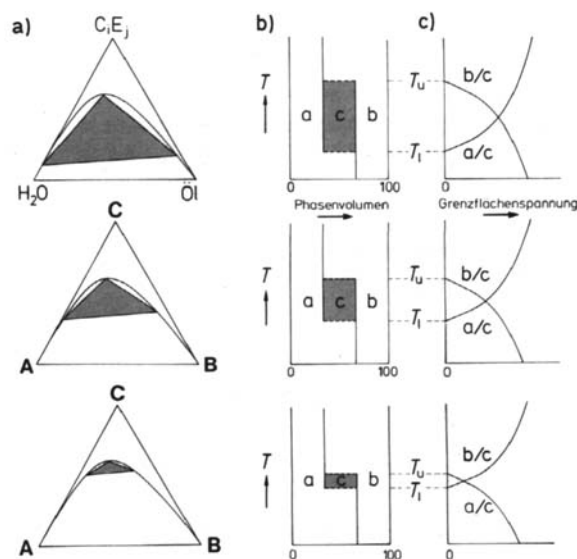 a)
b)
c)
CᵢEⱼ
H₂O
Öl
T
a
c
b
0
100
Phasenvolumen
Tᵤ
Tₗ
b/c
a/c
0
Grenzflächenspannung
C
A
B
T
a
c
b
0
100
Tᵤ
Tₗ
b/c
a/c
0
C
A
B
T
a
c
b
0
100
Tᵤ
Tₗ
b/c
a/c
0